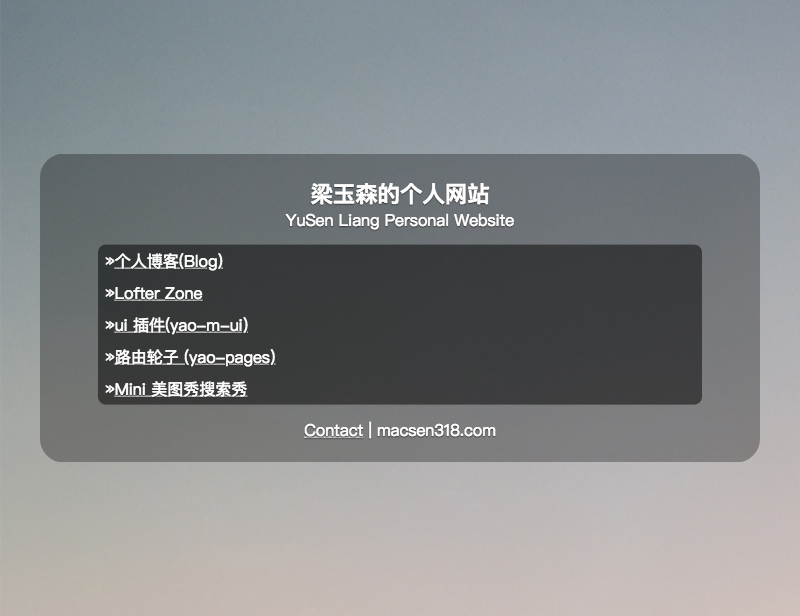 梁玉森的个人网站
YuSen Liang Personal Website
»个人博客(Blog)
»Lofter Zone
»ui 插件(yao-m-ui)
»路由轮子 (yao-pages)
»Mini 美图秀搜索秀
Contact | macsen318.com